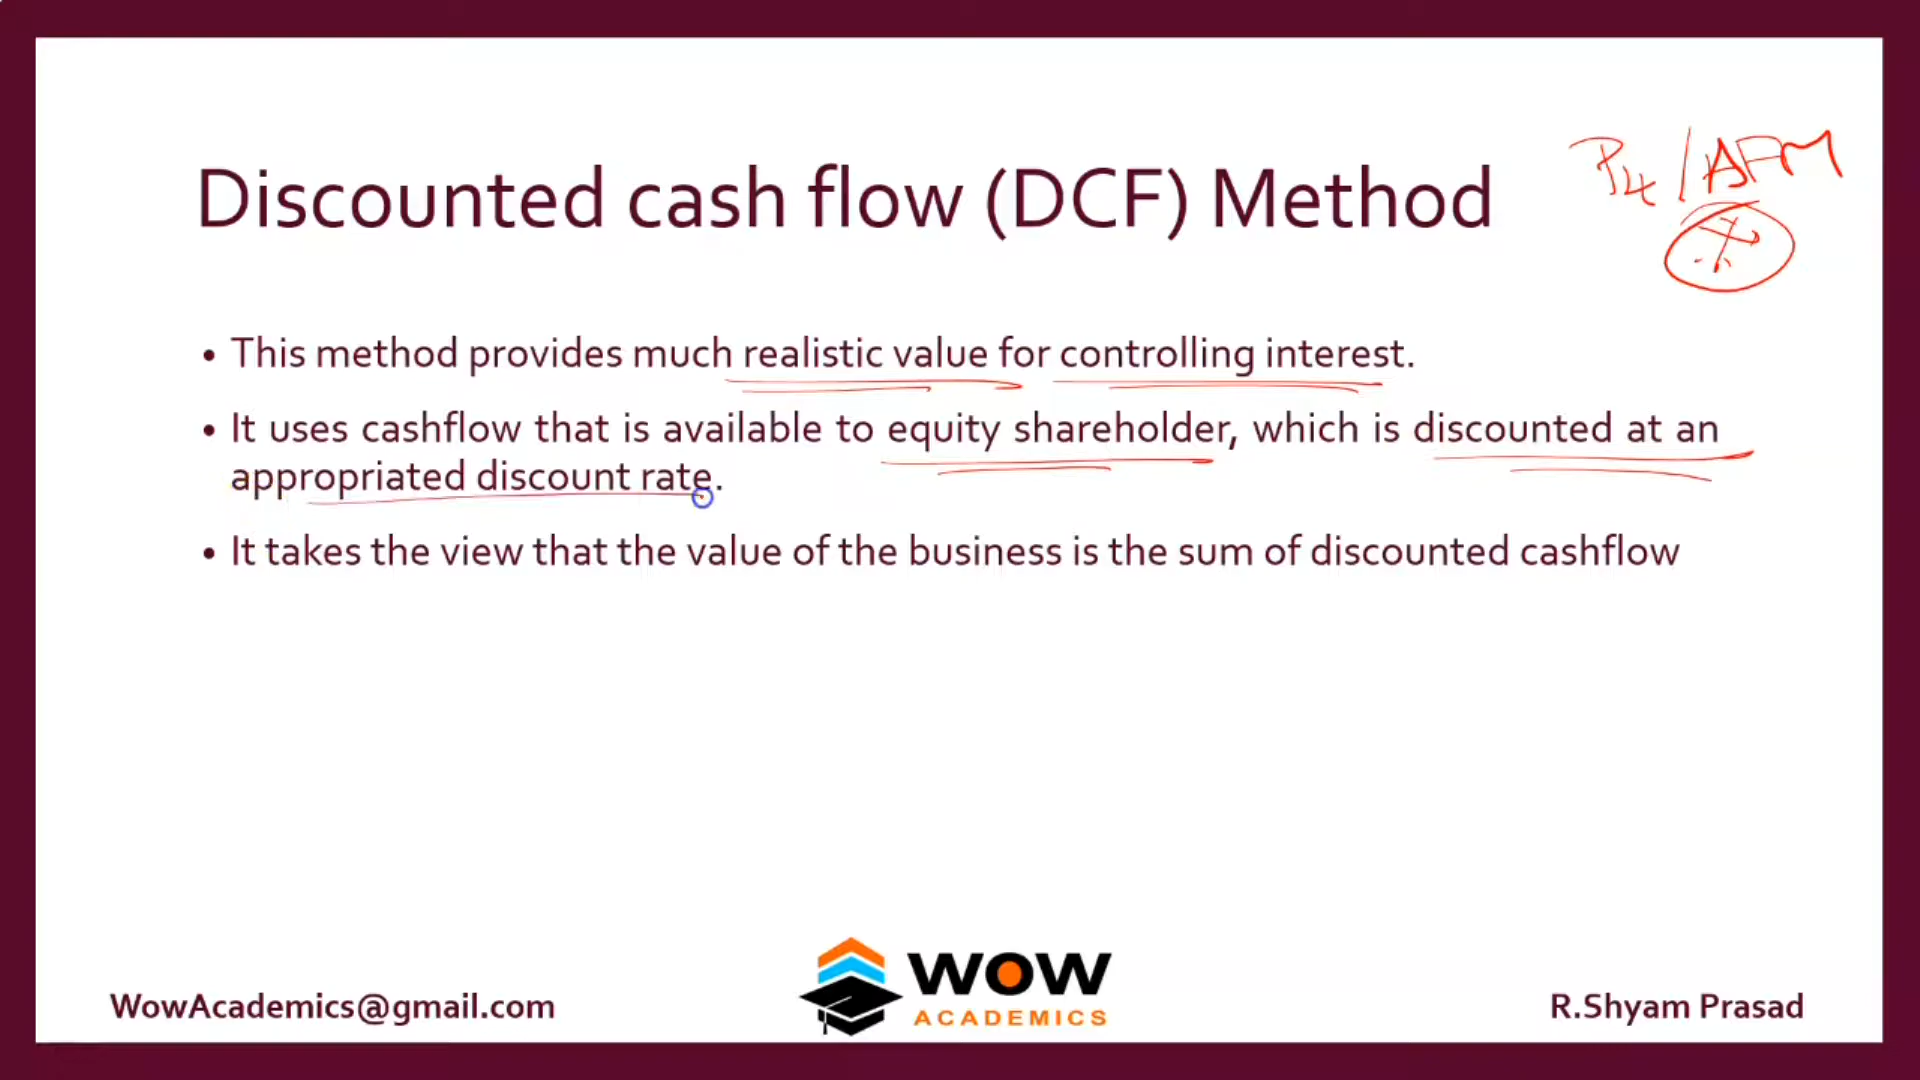 Discounted cash flow (DCF) Method
P4 / AFM
• This method provides much realistic value for controlling interest.
• It uses cashflow that is available to equity shareholder, which is discounted at an
appropriated discount rate.
• It takes the view that the value of the business is the sum of discounted cashflow
WowAcademics@gmail.com
WOW
ACADEMICS
R.Shyam Prasad